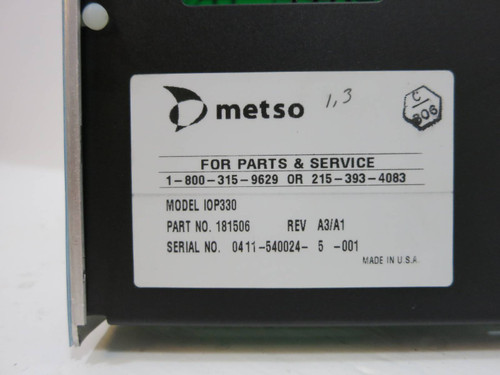 metso
1,3
C
806
FOR PARTS & SERVICE
1-800-315-9629 OR 215-393-4083
MODEL IOP330
PART NO. 181506 REV A3/A1
SERIAL NO. 0411-540024- 5 -001
MADE IN U.S.A.